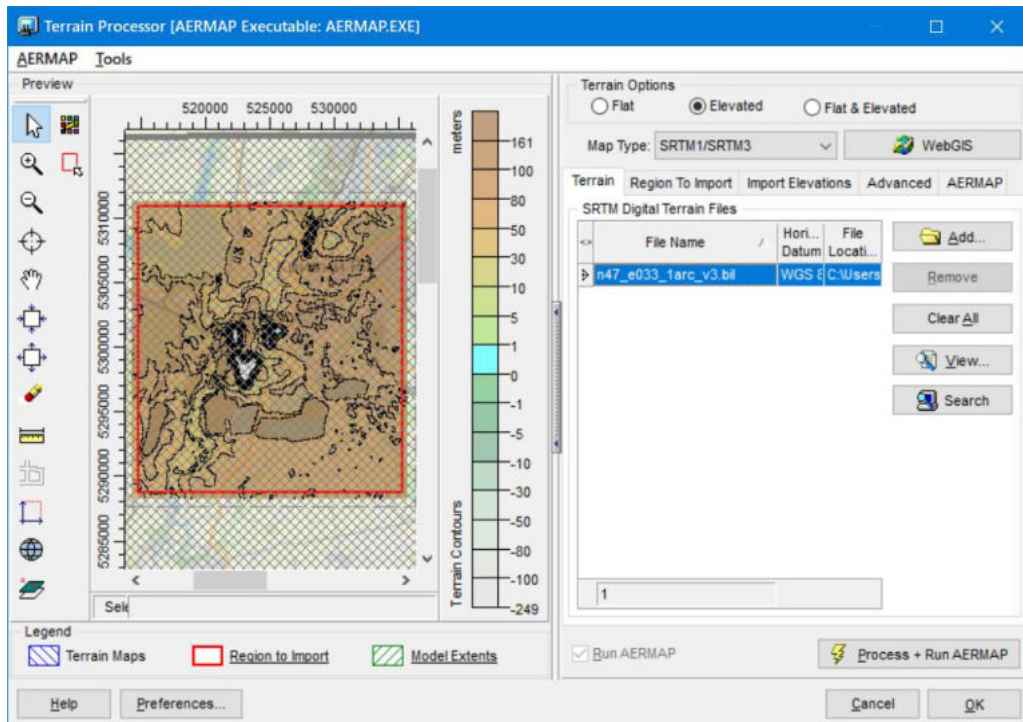 Terrain Processor [AERMAP Executable: AERMAP.EXE]
AERMAP Tools
Preview
520000 525000 530000
5310000
5305000
5300000
5295000
5290000
5285000
Sele
meters
161
100
80
50
30
10
5
1
0
-1
-5
-10
-30
-50
-80
-100
-249
Terrain Contours
Legend
Terrain Maps Region to Import Model Extents
Terrain Options
Flat Elevated Flat & Elevated
Map Type: SRTM1/SRTM3 WebGIS
Terrain Region To Import Import Elevations Advanced AERMAP
SRTM Digital Terrain Files
<> File Name / Hori... Datum File Locati...
n47_e033_1arc_v3.bil WGS 8 C:\Users
1
Add...
Remove
Clear All
View...
Search
Run AERMAP Process + Run AERMAP
Help Preferences... Cancel OK